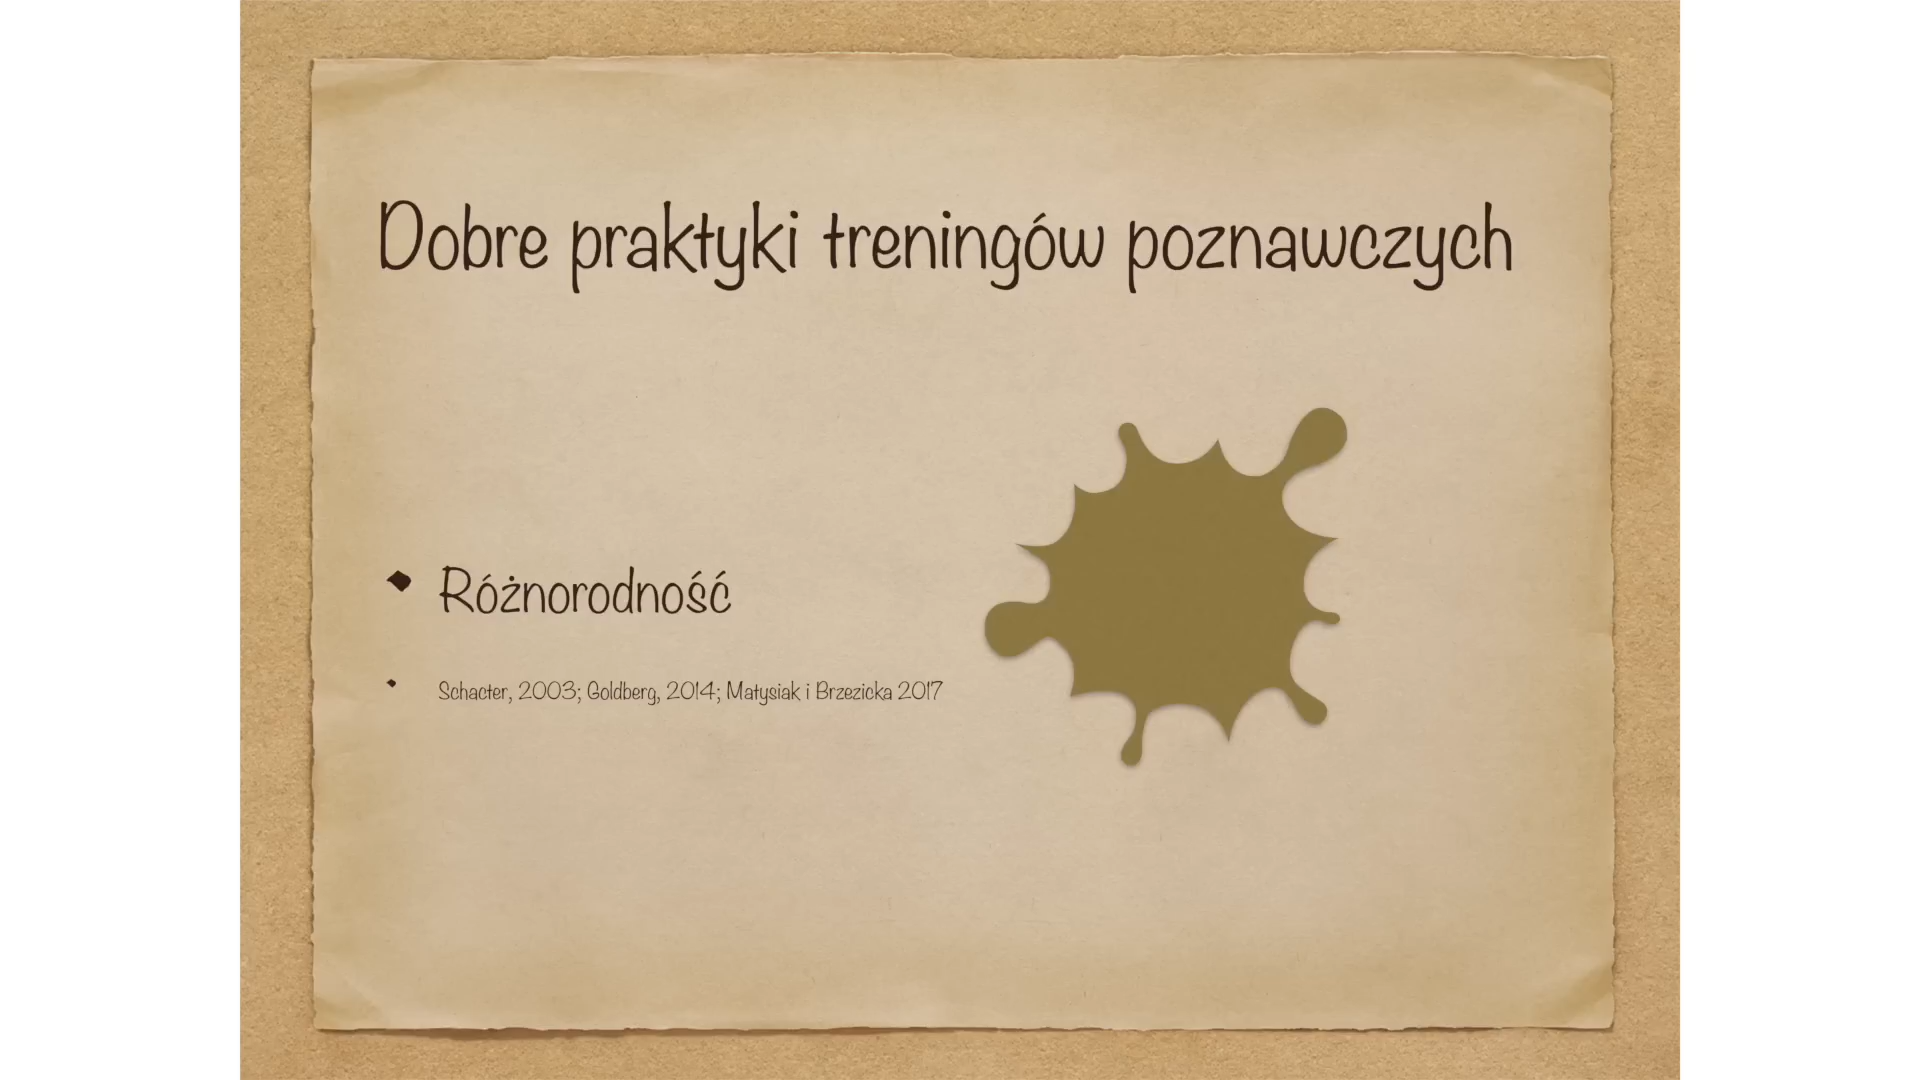 Dobre praktyki treningów poznawczych
Różnorodność
Schacter, 2003; Goldberg, 2014; Matysiak i Brzezicka 2017